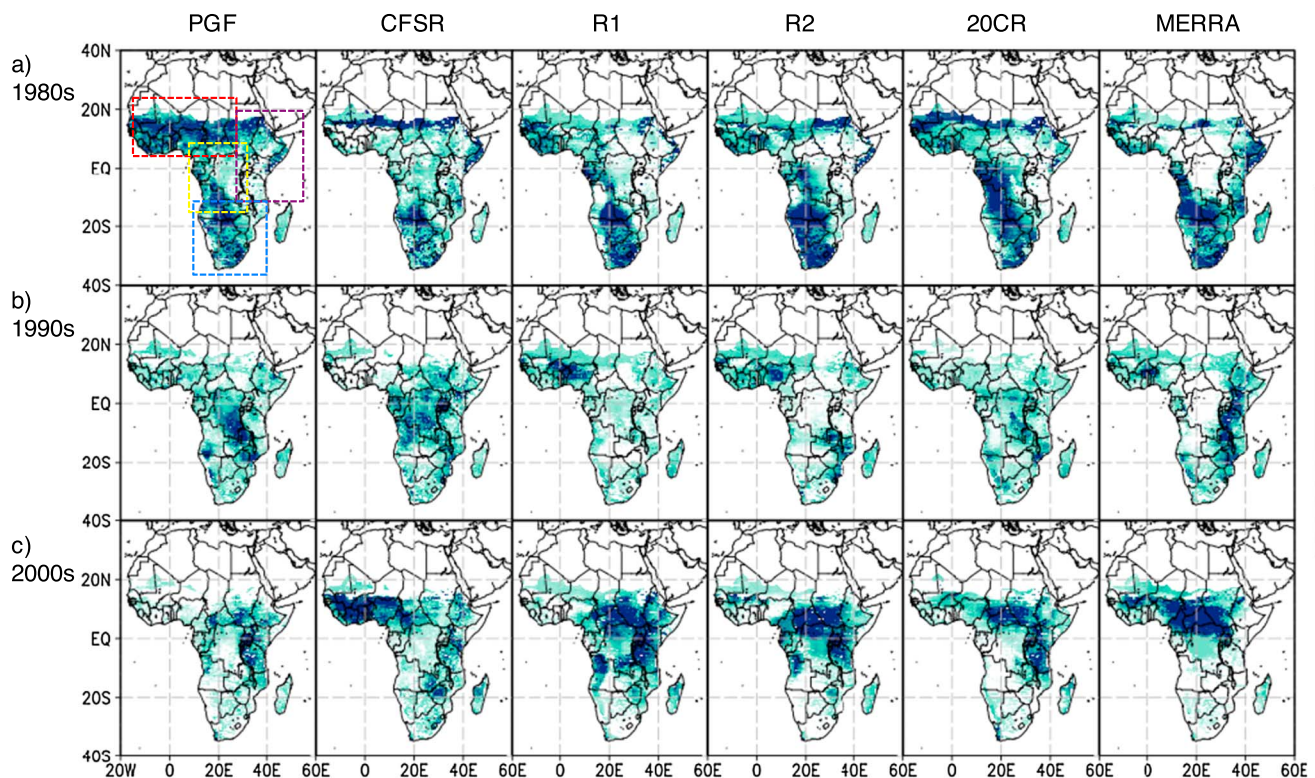 PGF CFSR R1 R2 20CR MERRA
a)
1980s
40N
20N
EQ
20S
40S
b)
1990s
20N
EQ
20S
40S
c)
2000s
20N
EQ
20S
40S
20W 0 20E 40E 60E 0 20E 40E 60E 0 20E 40E 60E 0 20E 40E 60E 0 20E 40E 60E 0 20E 40E 60E